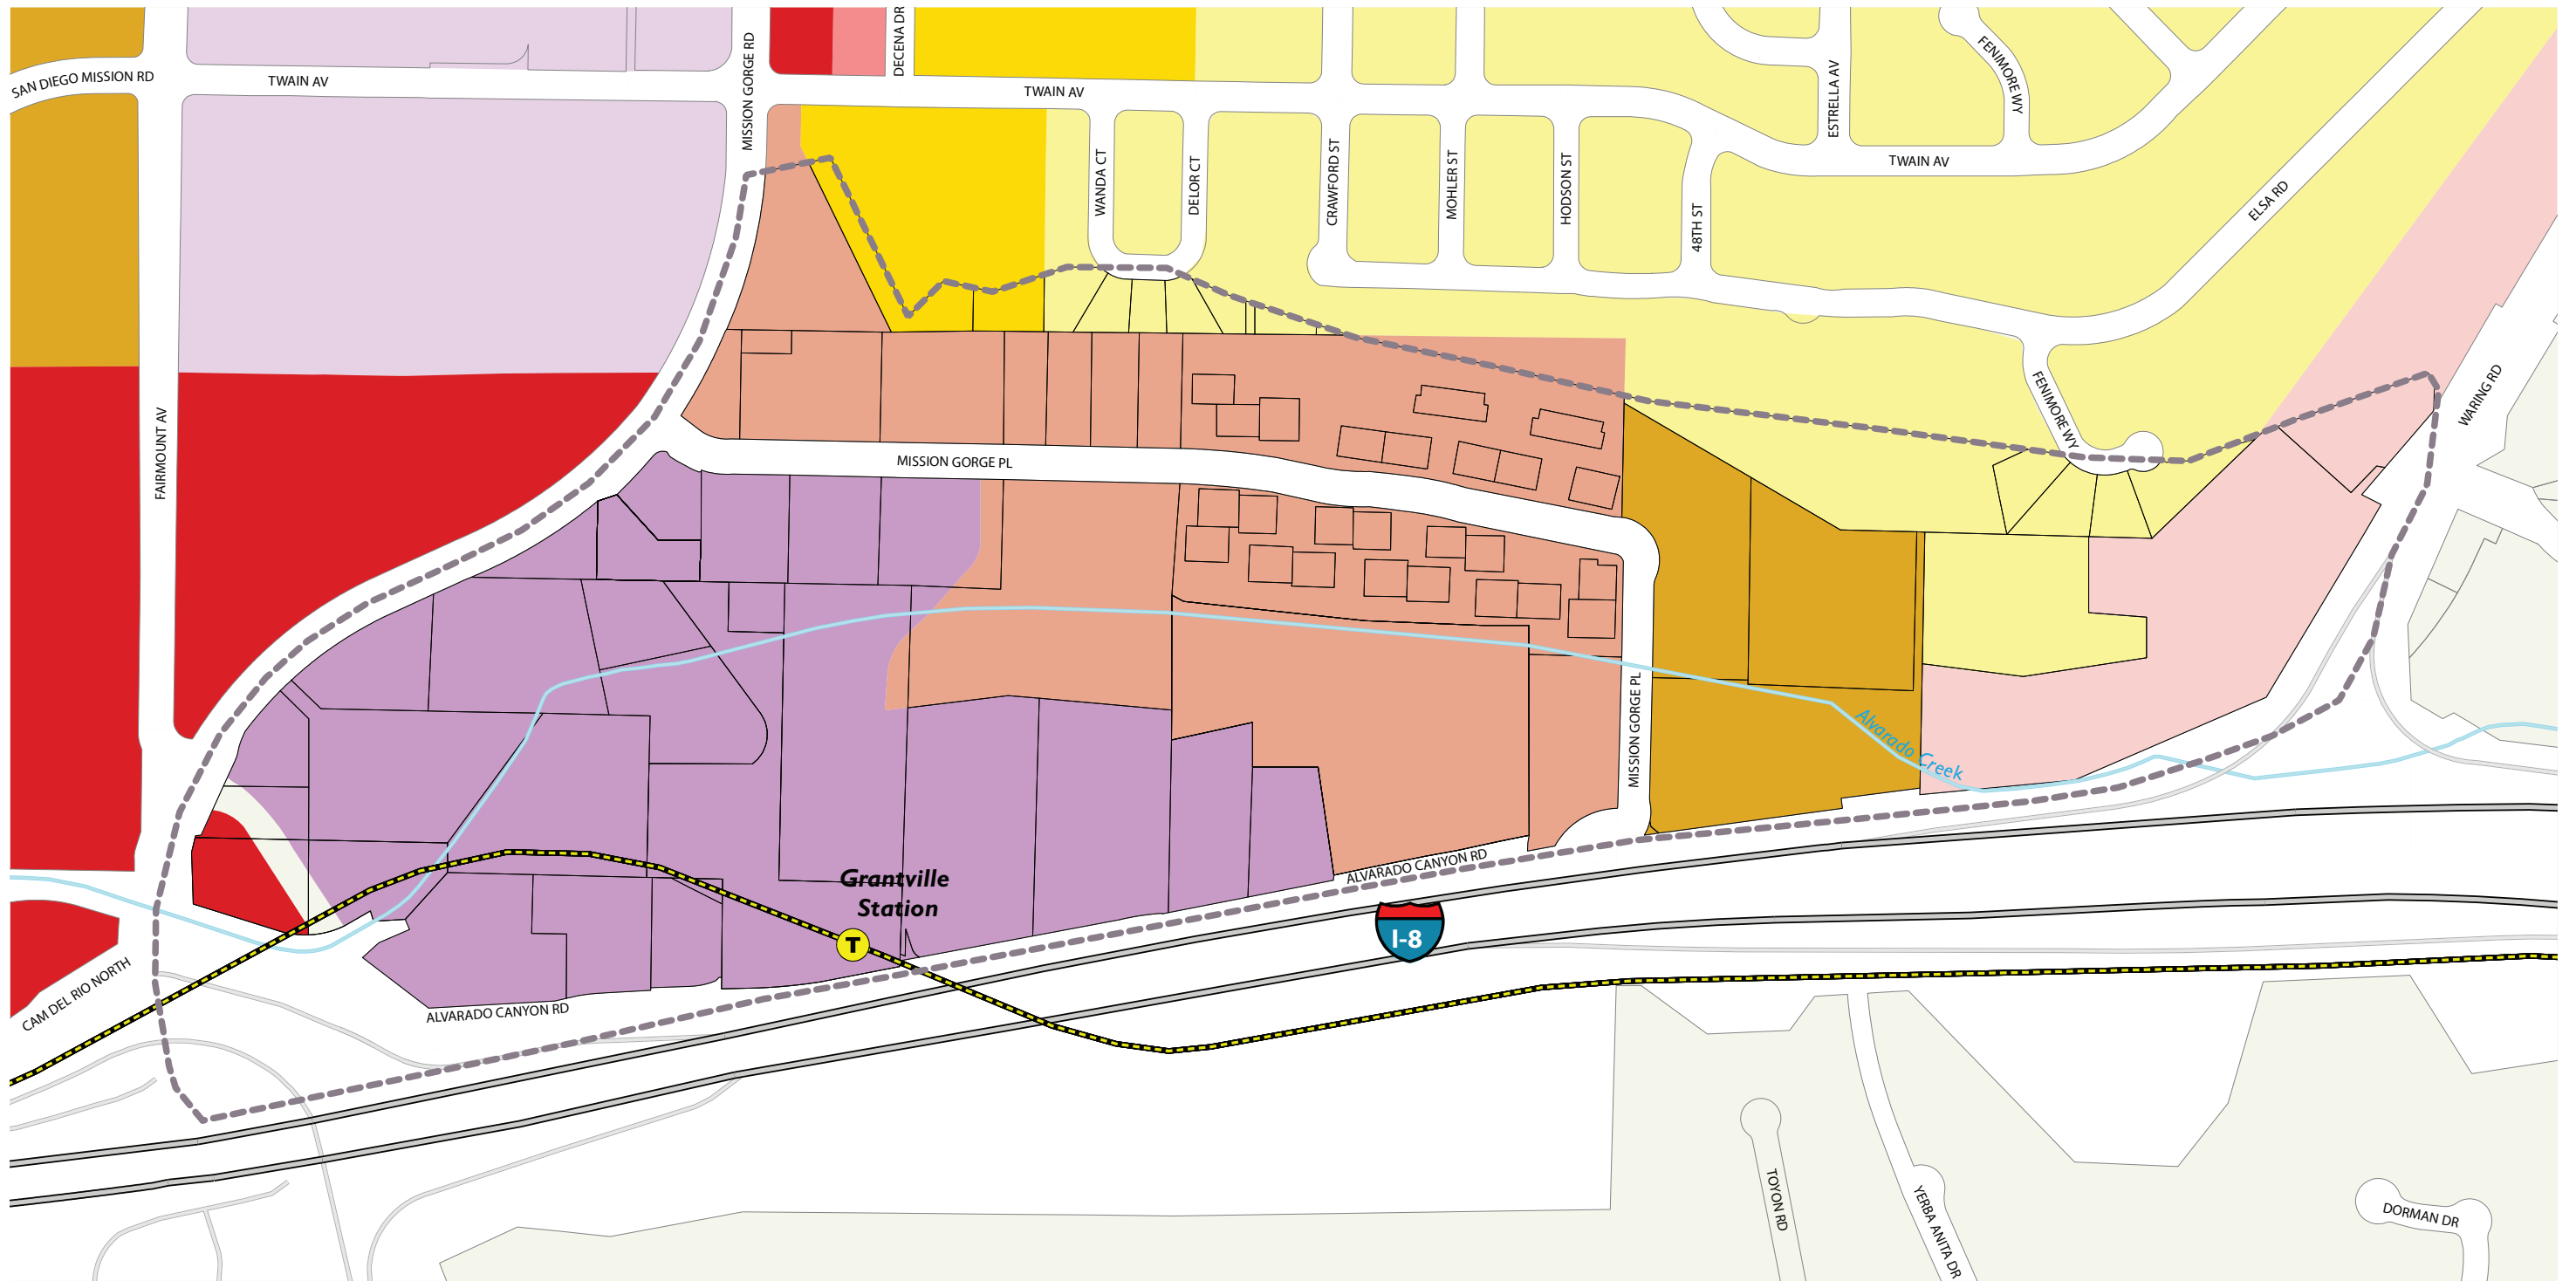 SAN DIEGO MISSION RD
TWAIN AV
MISSION GORGE RD
DECENA DR
TWAIN AV
ESTRELLA AV
FENIMORE WY
TWAIN AV
WANDA CT
DELOR CT
CRAWFORD ST
MOHLER ST
HODSON ST
48TH ST
ELSA RD
FAIRMOUNT AV
MISSION GORGE PL
FENIMORE WY
WARING RD
MISSION GORGE PL
Alvarado Creek
Grantville
Station
T
ALVARADO CANYON RD
I-8
CAM DEL RIO NORTH
ALVARADO CANYON RD
TOYON RD
YERBA ANITA DR
DORMAN DR